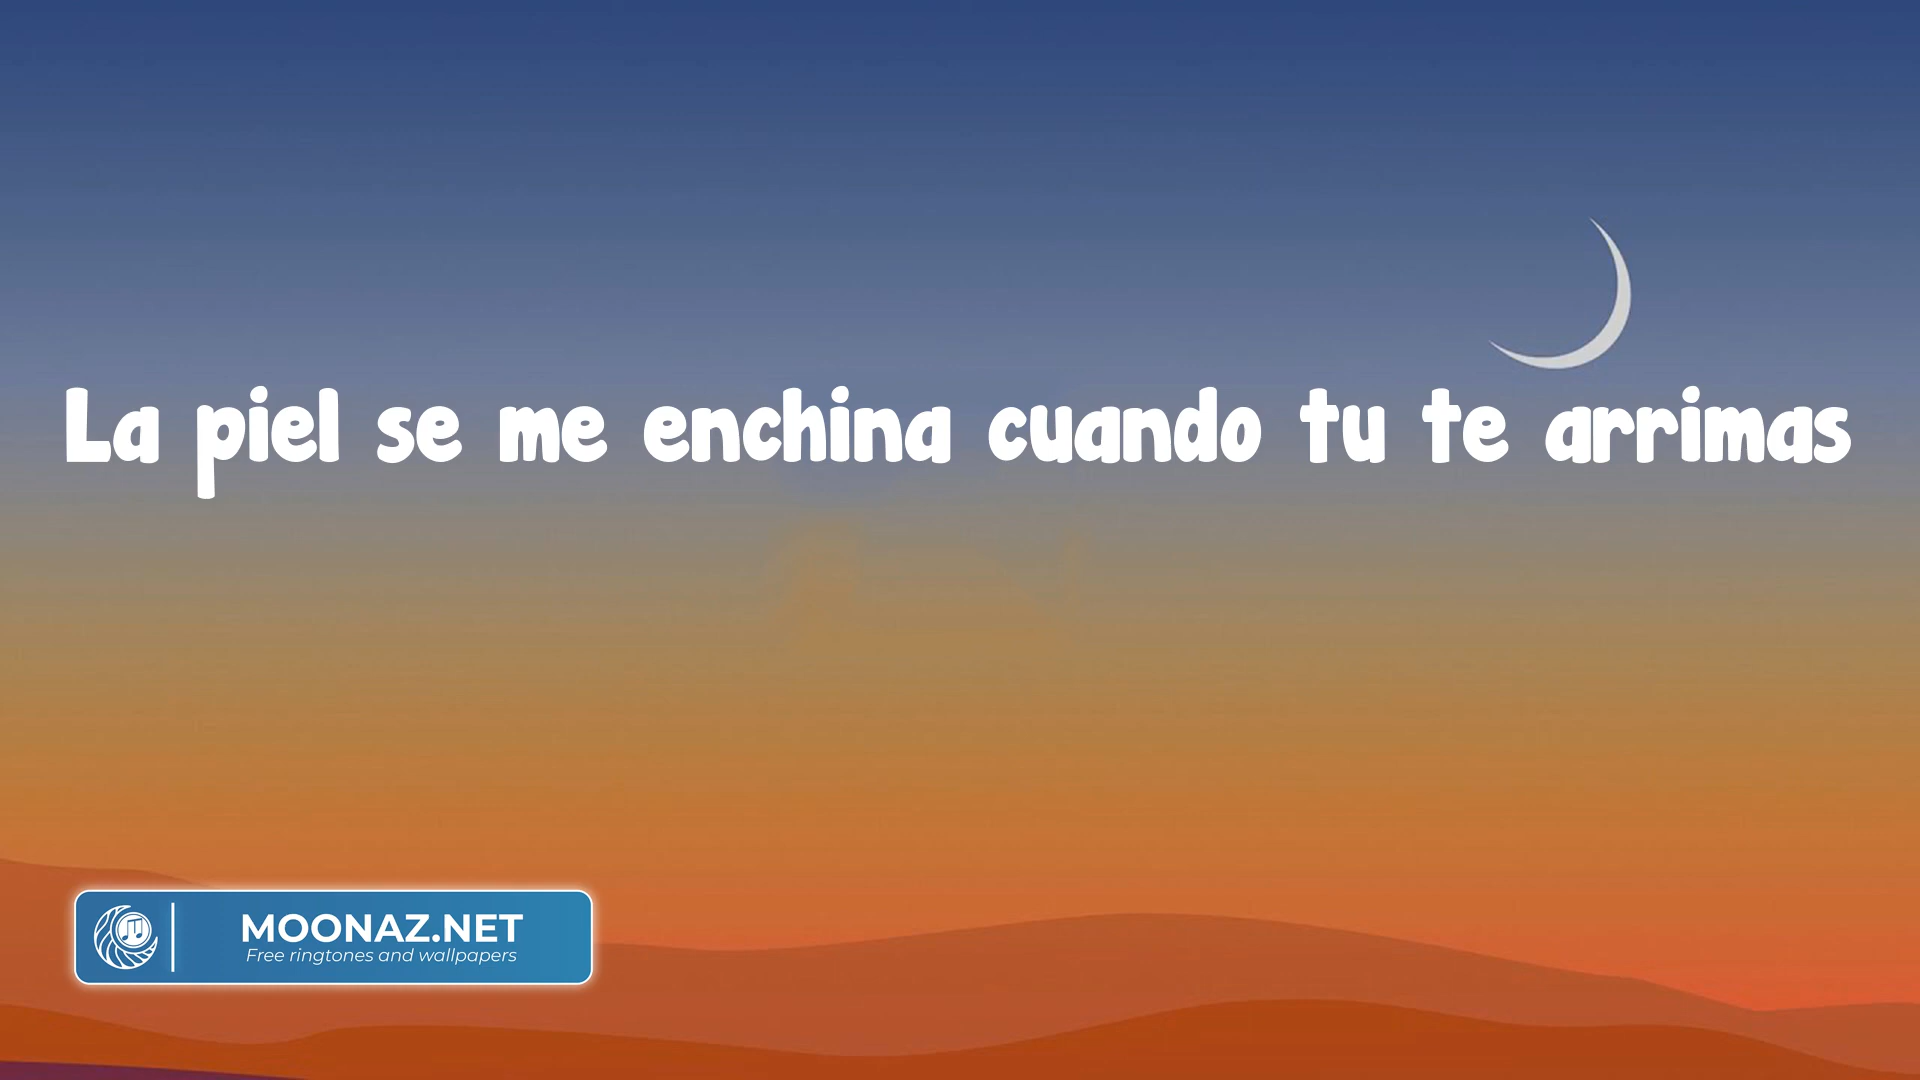 La piel se me enchina cuando tu te arrimas
MOONAZ.NET
Free ringtones and wallpapers